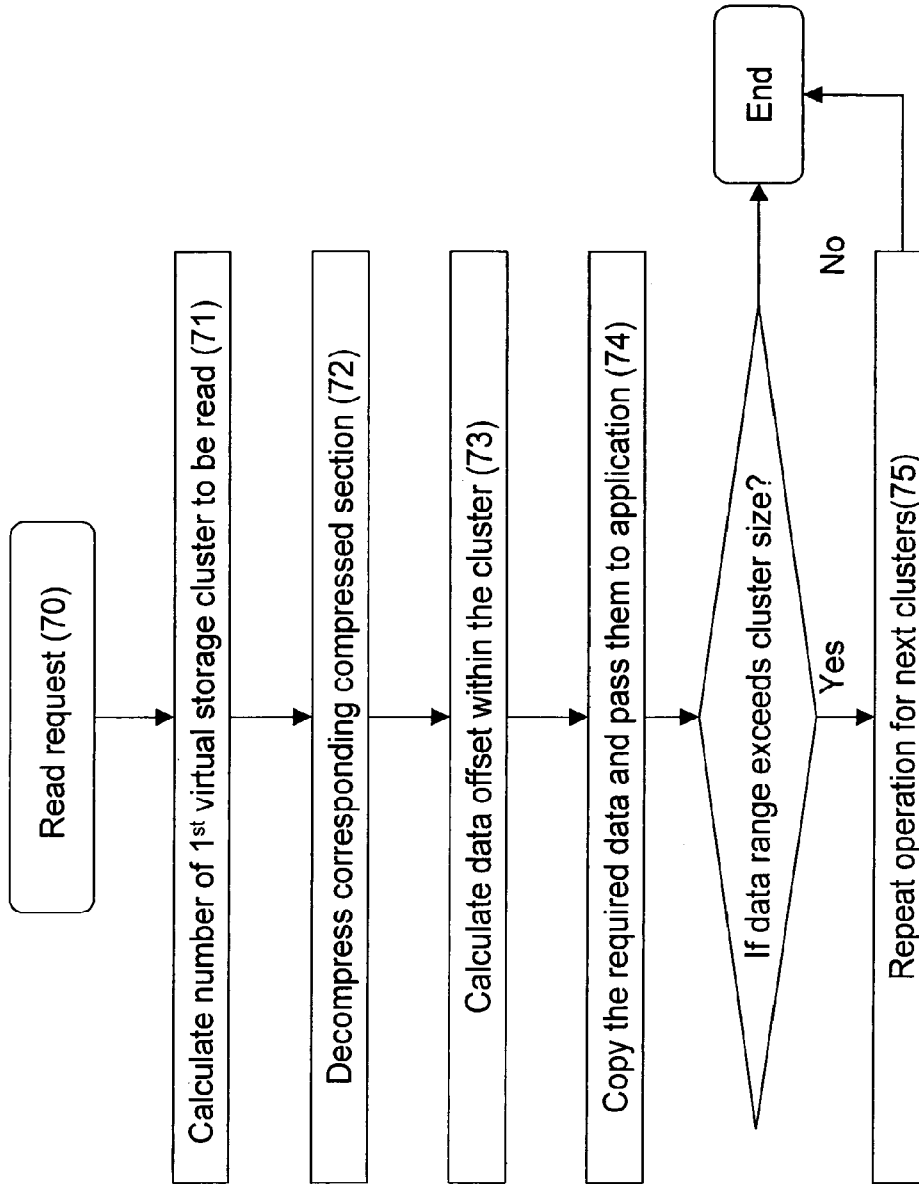 Read request (70)
Calculate number of 1st virtual storage cluster to be read (71)
Decompress corresponding compressed section (72)
Calculate data offset within the cluster (73)
Copy the required data and pass them to application (74)
If data range exceeds cluster size?
End
Yes
No
Repeat operation for next clusters(75)